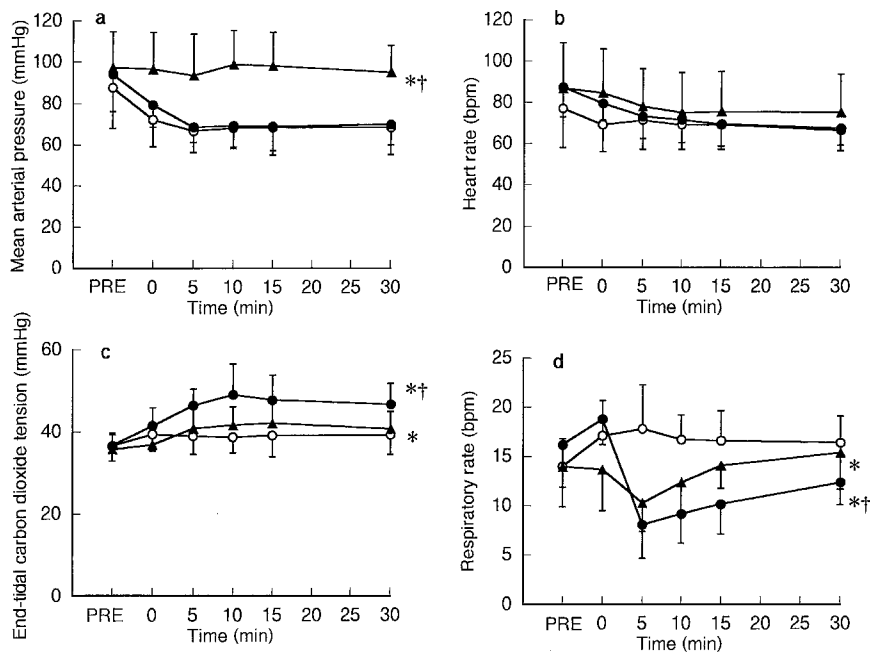 a
Mean arterial pressure (mmHg)
120
100
80
60
40
20
0
*†
PRE 0 5 10 15 20 25 30
Time (min)
b
Heart rate (bpm)
120
100
80
60
40
20
0
PRE 0 5 10 15 20 25 30
Time (min)
c
End-tidal carbon dioxide tension (mmHg)
60
40
20
0
*†
*
PRE 0 5 10 15 20 25 30
Time (min)
d
Respiratory rate (bpm)
25
20
15
10
5
0
*
*†
PRE 0 5 10 15 20 25 30
Time (min)